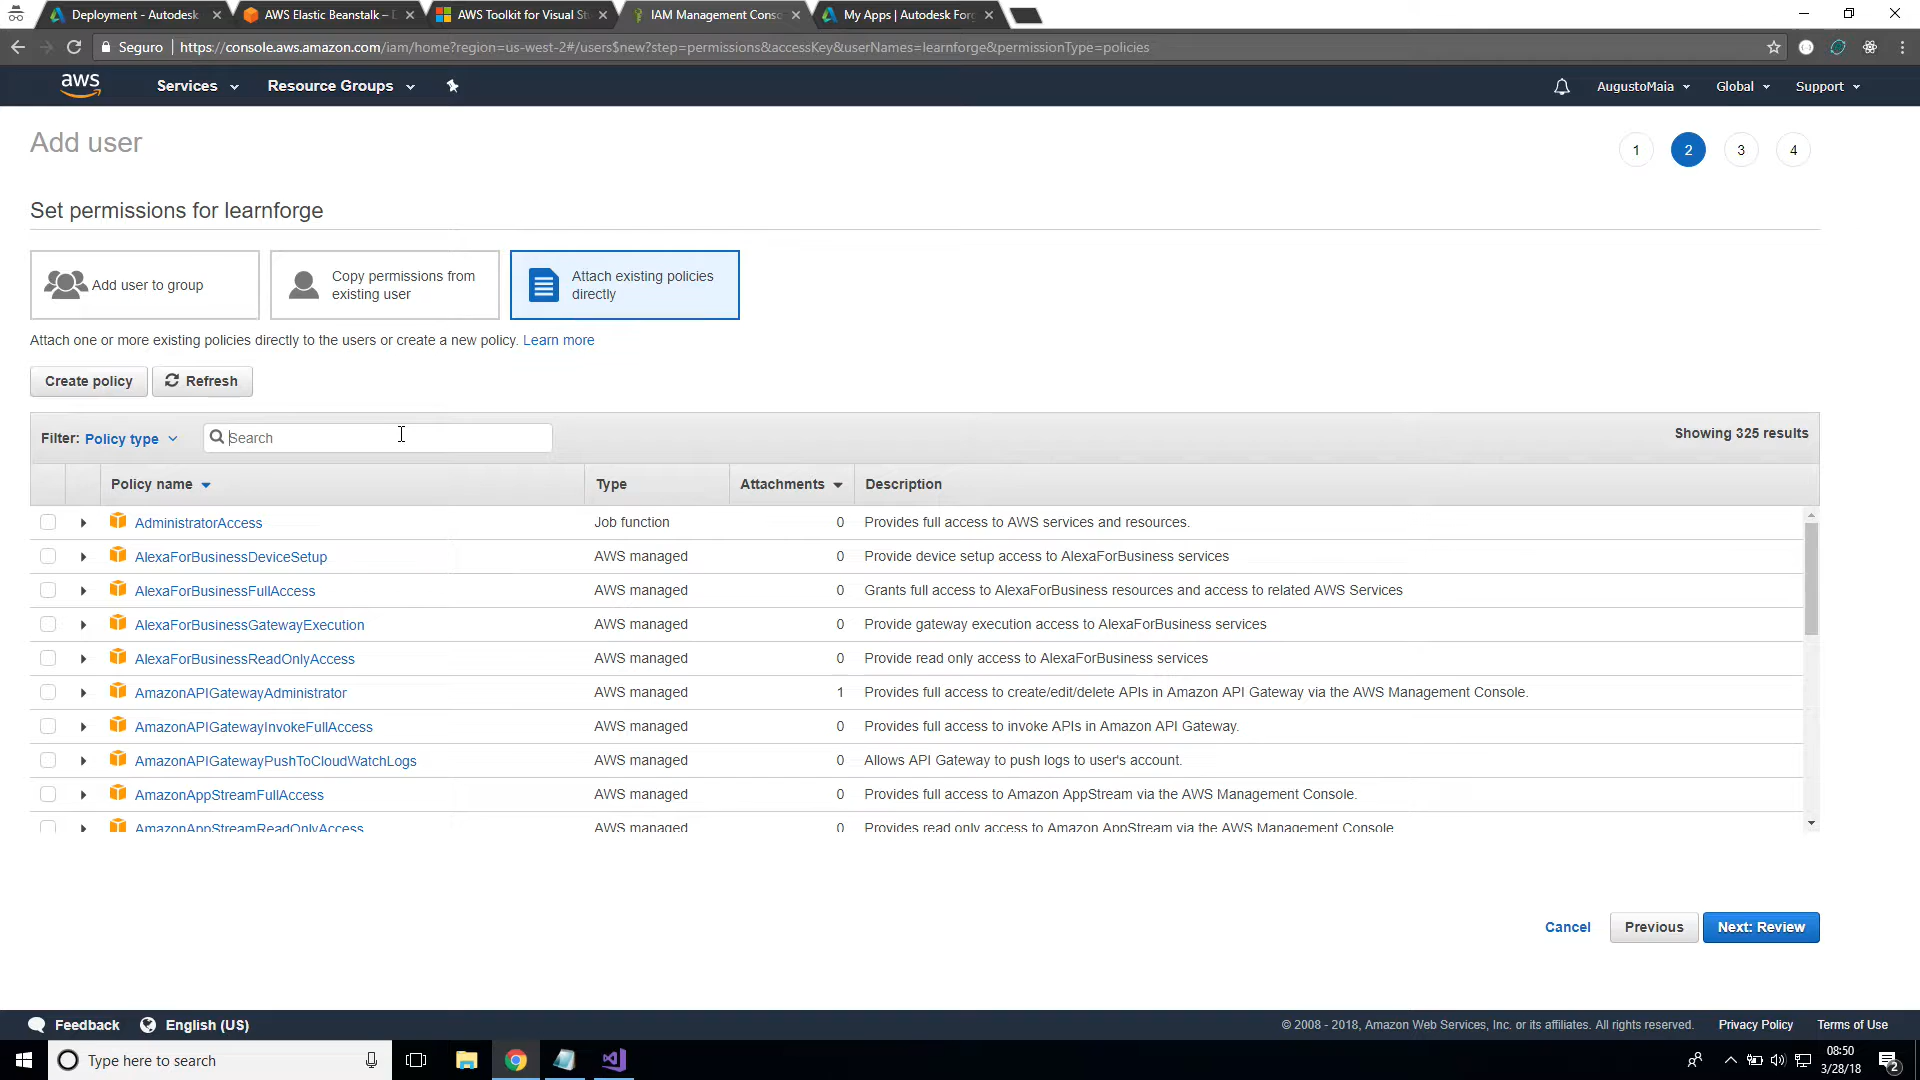 Deployment - Autodesk
AWS Elastic Beanstalk – D
AWS Toolkit for Visual St
IAM Management Conso
My Apps | Autodesk Forg
Seguro
https://console.aws.amazon.com/iam/home?region=us-west-2#/users$new?step=permissions&accessKey&userNames=learnforge&permissionType=policies
aws
Services
Resource Groups
AugustoMaia
Global
Support
Add user
1
2
3
4
Set permissions for learnforge
Add user to group
Copy permissions from
existing user
Attach existing policies
directly
Attach one or more existing policies directly to the users or create a new policy. Learn more
Create policy
Refresh
Filter: Policy type
Search
Showing 325 results
Policy name
Type
Attachments
Description
AdministratorAccess
Job function
0
Provides full access to AWS services and resources.
AlexaForBusinessDeviceSetup
AWS managed
0
Provide device setup access to AlexaForBusiness services
AlexaForBusinessFullAccess
AWS managed
0
Grants full access to AlexaForBusiness resources and access to related AWS Services
AlexaForBusinessGatewayExecution
AWS managed
0
Provide gateway execution access to AlexaForBusiness services
AlexaForBusinessReadOnlyAccess
AWS managed
0
Provide read only access to AlexaForBusiness services
AmazonAPIGatewayAdministrator
AWS managed
1
Provides full access to create/edit/delete APIs in Amazon API Gateway via the AWS Management Console.
AmazonAPIGatewayInvokeFullAccess
AWS managed
0
Provides full access to invoke APIs in Amazon API Gateway.
AmazonAPIGatewayPushToCloudWatchLogs
AWS managed
0
Allows API Gateway to push logs to user's account.
AmazonAppStreamFullAccess
AWS managed
0
Provides full access to Amazon AppStream via the AWS Management Console.
AmazonAppStreamReadOnlyAccess
AWS managed
0
Provides read only access to Amazon AppStream via the AWS Management Console.
Cancel
Previous
Next: Review
Feedback
English (US)
© 2008 - 2018, Amazon Web Services, Inc. or its affiliates. All rights reserved.
Privacy Policy
Terms of Use
Type here to search
08:50
3/28/18
2